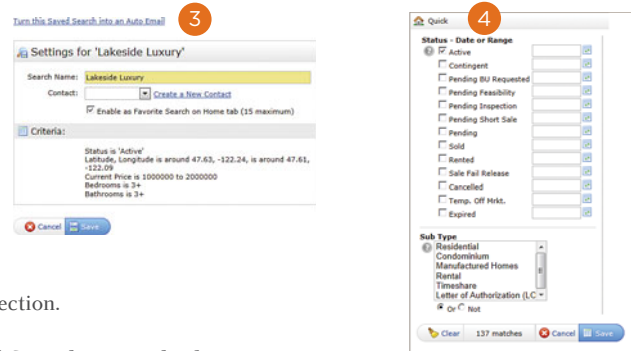 Turn this Saved Search into an Auto Email
3
Settings for 'Lakeside Luxury'
Search Name: Lakeside Luxury
Contact: Create a New Contact
Enable as Favorite Search on Home tab (15 maximum)
Criteria:
Status is 'Active'
Latitude, Longitude is around 47.63, -122.24, is around 47.61,
-122.09
Current Price is 1000000 to 2000000
Bedrooms is 3+
Bathrooms is 3+
Cancel Save
ection.
Quick 4
Status - Date or Range
Active
Contingent
Pending BU Requested
Pending Feasibility
Pending Inspection
Pending Short Sale
Pending
Sold
Rented
Sale Fail Release
Cancelled
Temp. Off Mrkt.
Expired
Sub Type
Residential
Condominium
Manufactured Homes
Rental
Timeshare
Letter of Authorization (LC
Or Not
Clear 137 matches Cancel Save